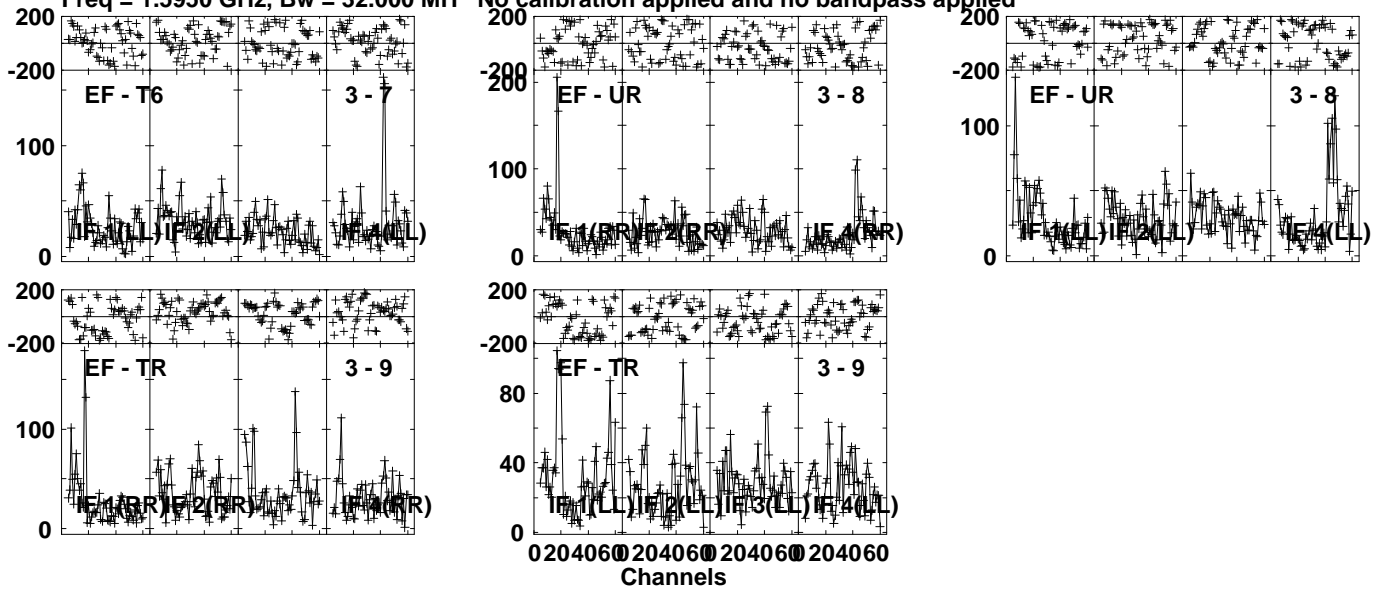 Freq = 1.5950 GHz, Bw = 32.000 MH No calibration applied and no bandpass applied
200
-200
EF - T6
3 - 7
100
0
IF 1(LL) IF 2(LL) IF 4(LL)
200
-200
200
EF - UR
3 - 8
100
0
IF 1(RR) IF 2(RR) IF 4(RR)
200
-200
EF - UR
3 - 8
100
0
IF 1(LL) IF 2(LL) IF 4(LL)
200
-200
EF - TR
3 - 9
100
0
IF 1(RR) IF 2(RR) IF 4(RR)
200
-200
EF - TR
3 - 9
80
40
0
IF 1(LL) IF 2(LL) IF 3(LL) IF 4(LL)
0 20 40 60 0 20 40 60 0 20 40 60 0 20 40 60
Channels